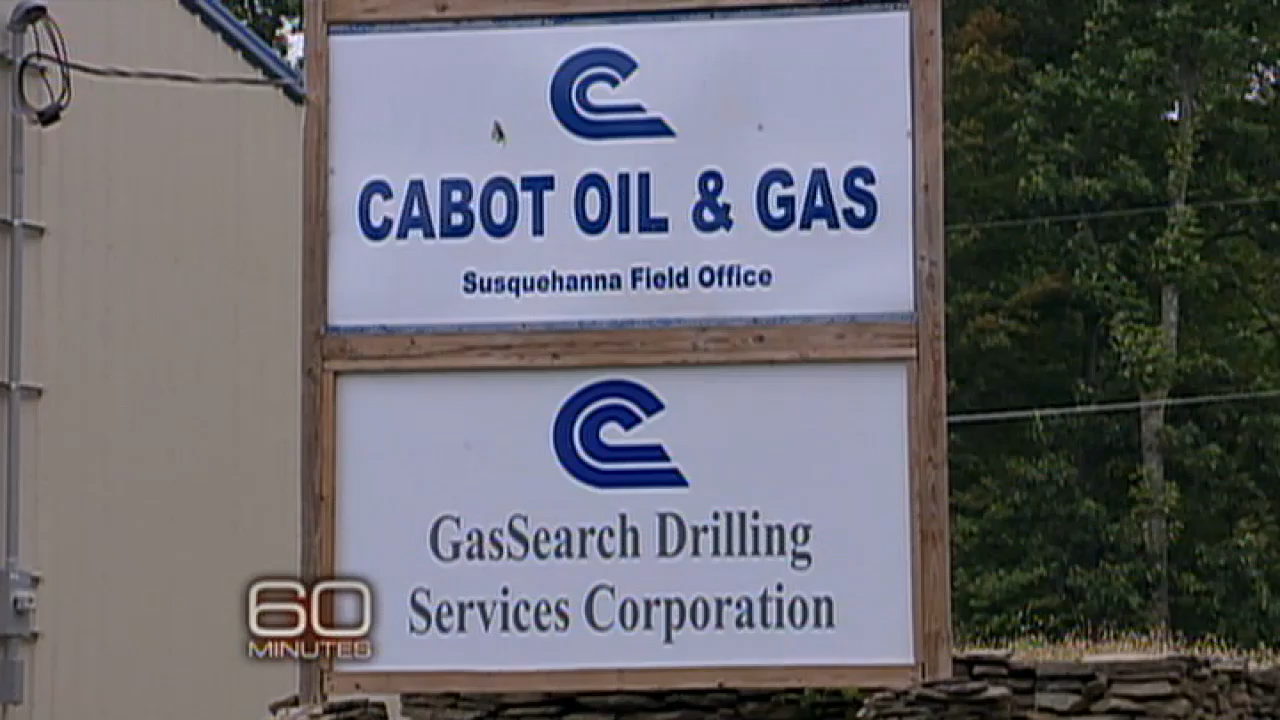 CABOT OIL & GAS
Susquehanna Field Office
GasSearch Drilling
Services Corporation
60
MINUTES